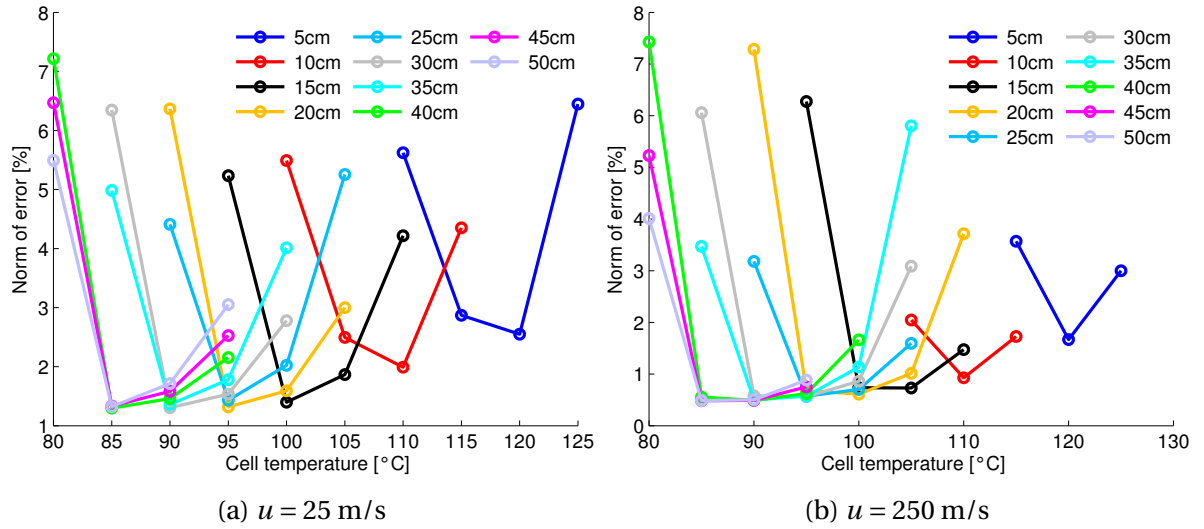 8
7
6
5
4
3
2
1
Norm of error [%]
5cm
10cm
15cm
20cm
25cm
30cm
35cm
40cm
45cm
50cm
80 85 90 95 100 105 110 115 120 125
Cell temperature [°C]
(a) u = 25 m/s
8
7
6
5
4
3
2
1
0
Norm of error [%]
5cm
10cm
15cm
20cm
25cm
30cm
35cm
40cm
45cm
50cm
80 90 100 110 120 130
Cell temperature [°C]
(b) u = 250 m/s